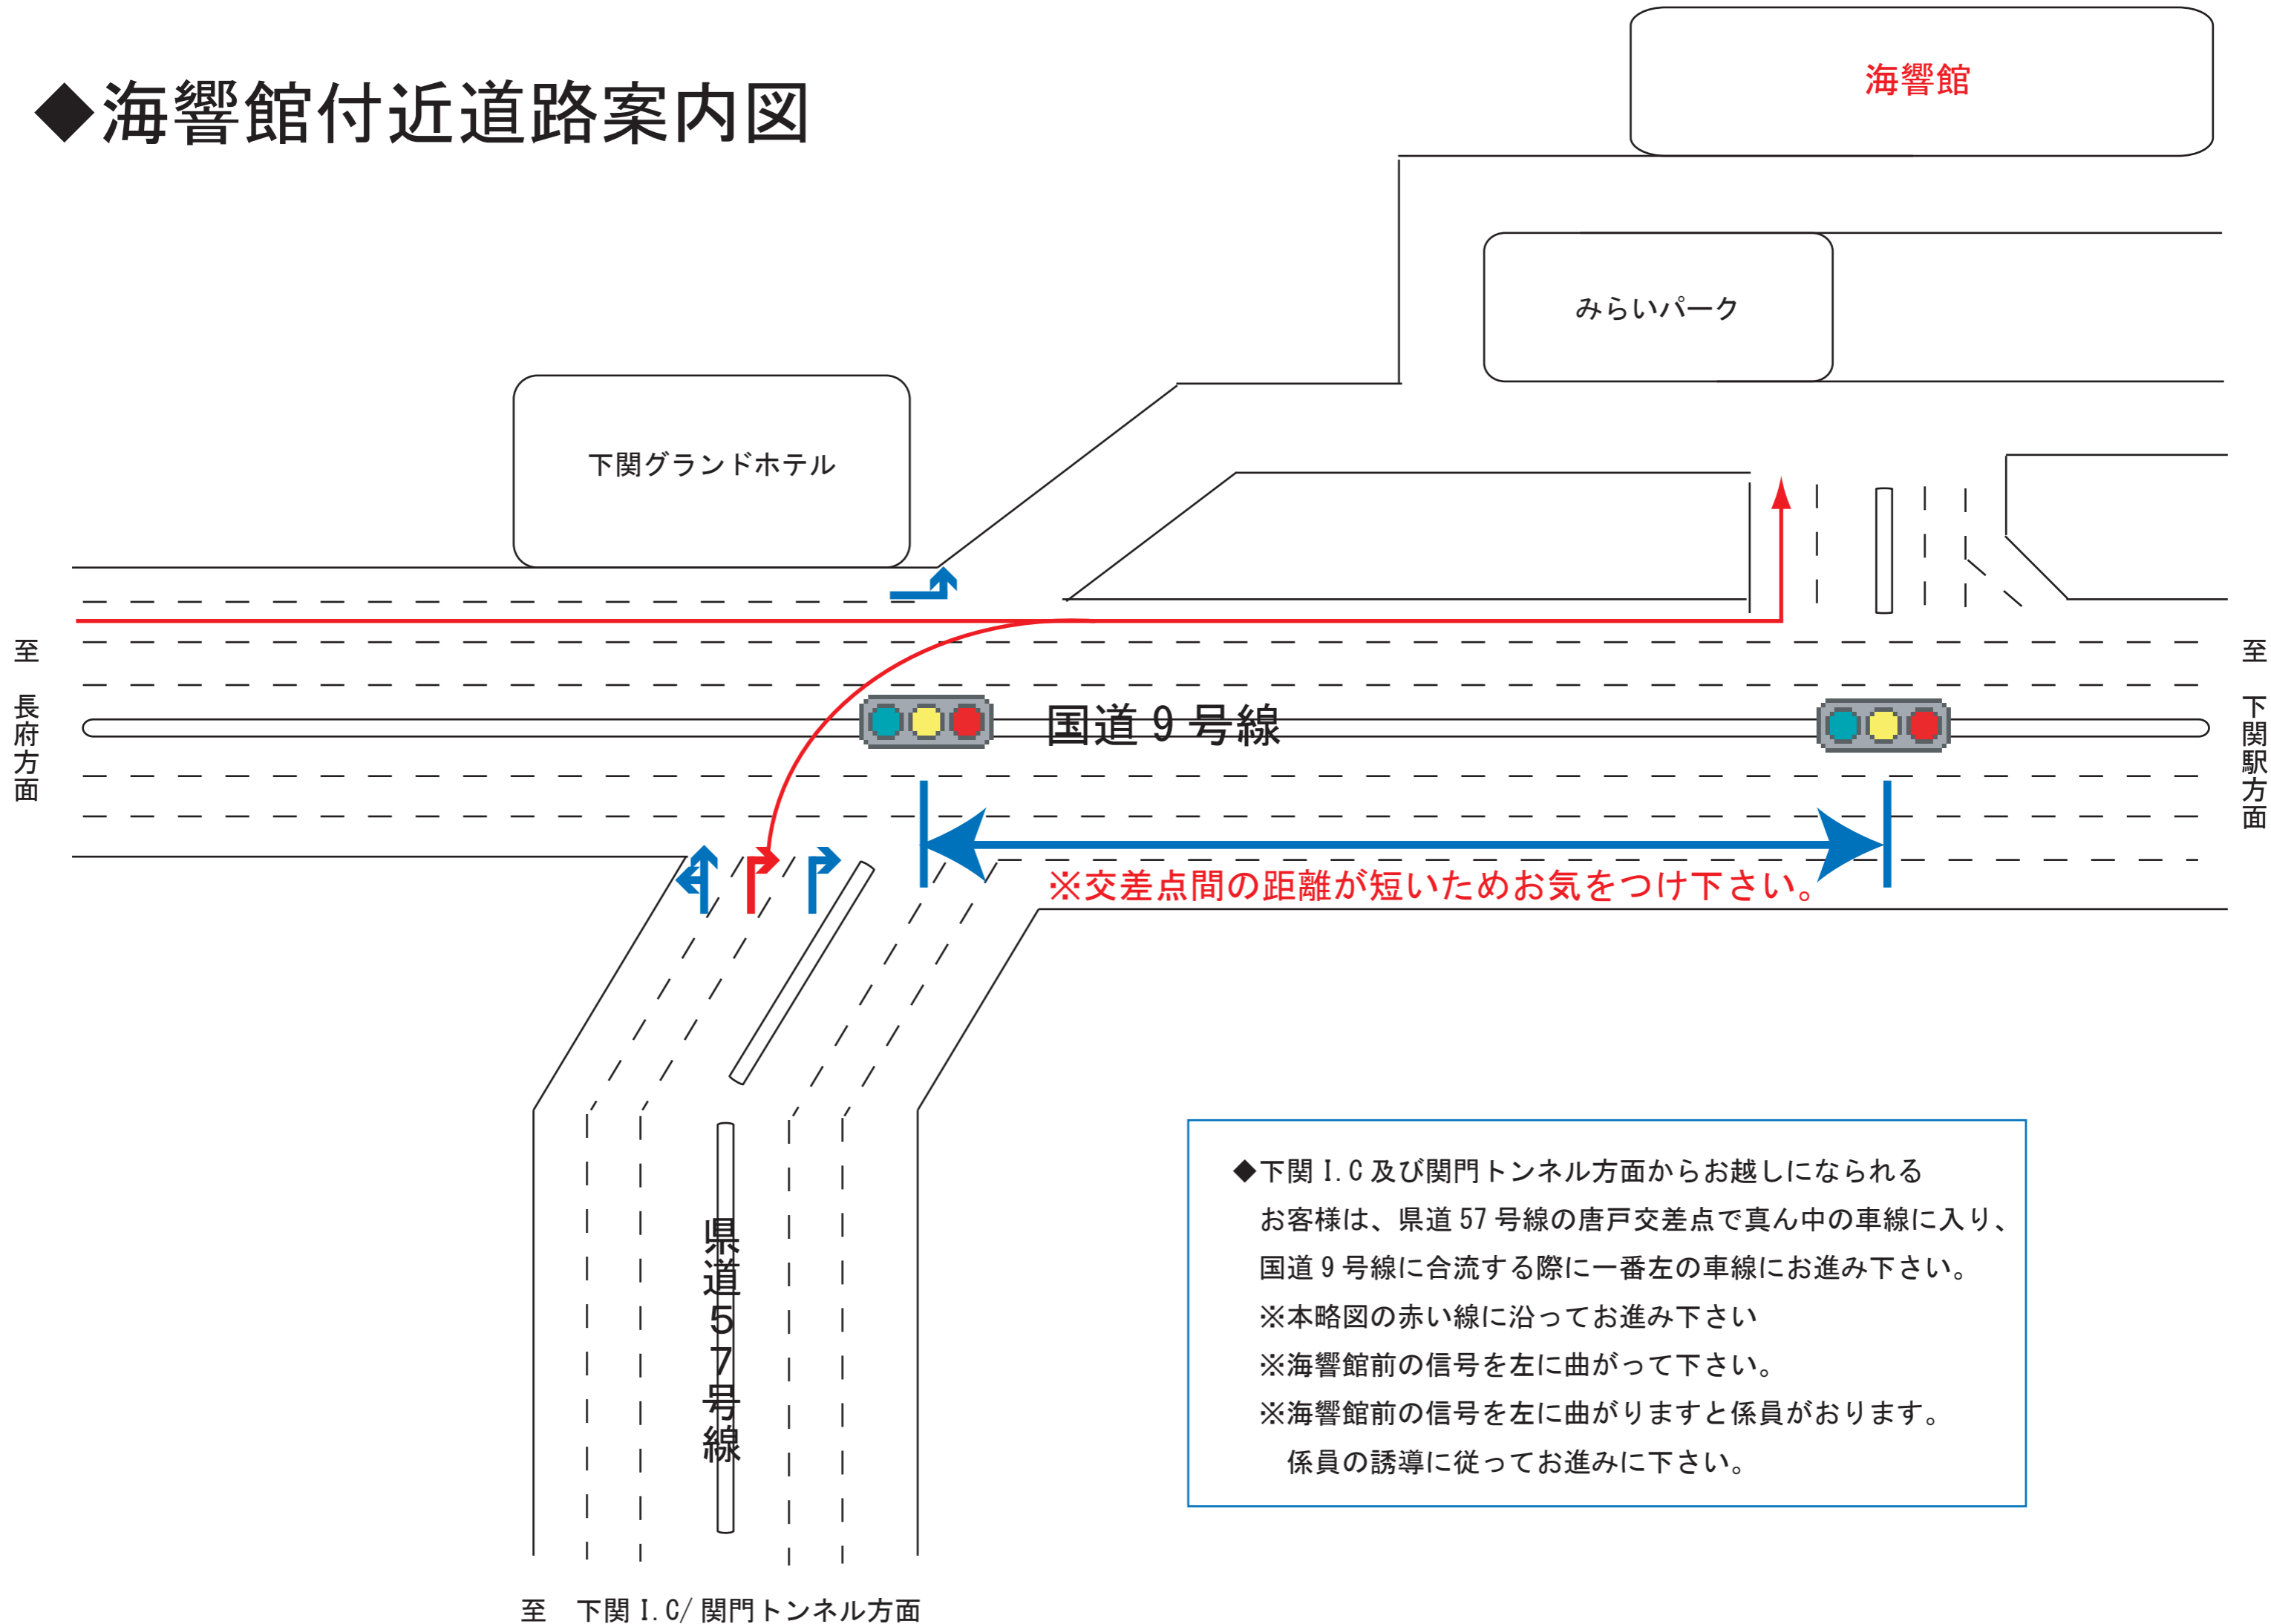 ◆海響館付近道路案内図
海響館
みらいパーク
下関グランドホテル
至　長府方面
国道９号線
至　下関駅方面
※交差点間の距離が短いためお気をつけ下さい。
県道５７号線
◆下関 I.C 及び関門トンネル方面からお越しになられる
お客様は、県道 57 号線の唐戸交差点で真ん中の車線に入り、
国道 9 号線に合流する際に一番左の車線にお進み下さい。
※本略図の赤い線に沿ってお進み下さい
※海響館前の信号を左に曲がって下さい。
※海響館前の信号を左に曲がりますと係員がおります。
係員の誘導に従ってお進みに下さい。
至　下関 I.C/ 関門トンネル方面